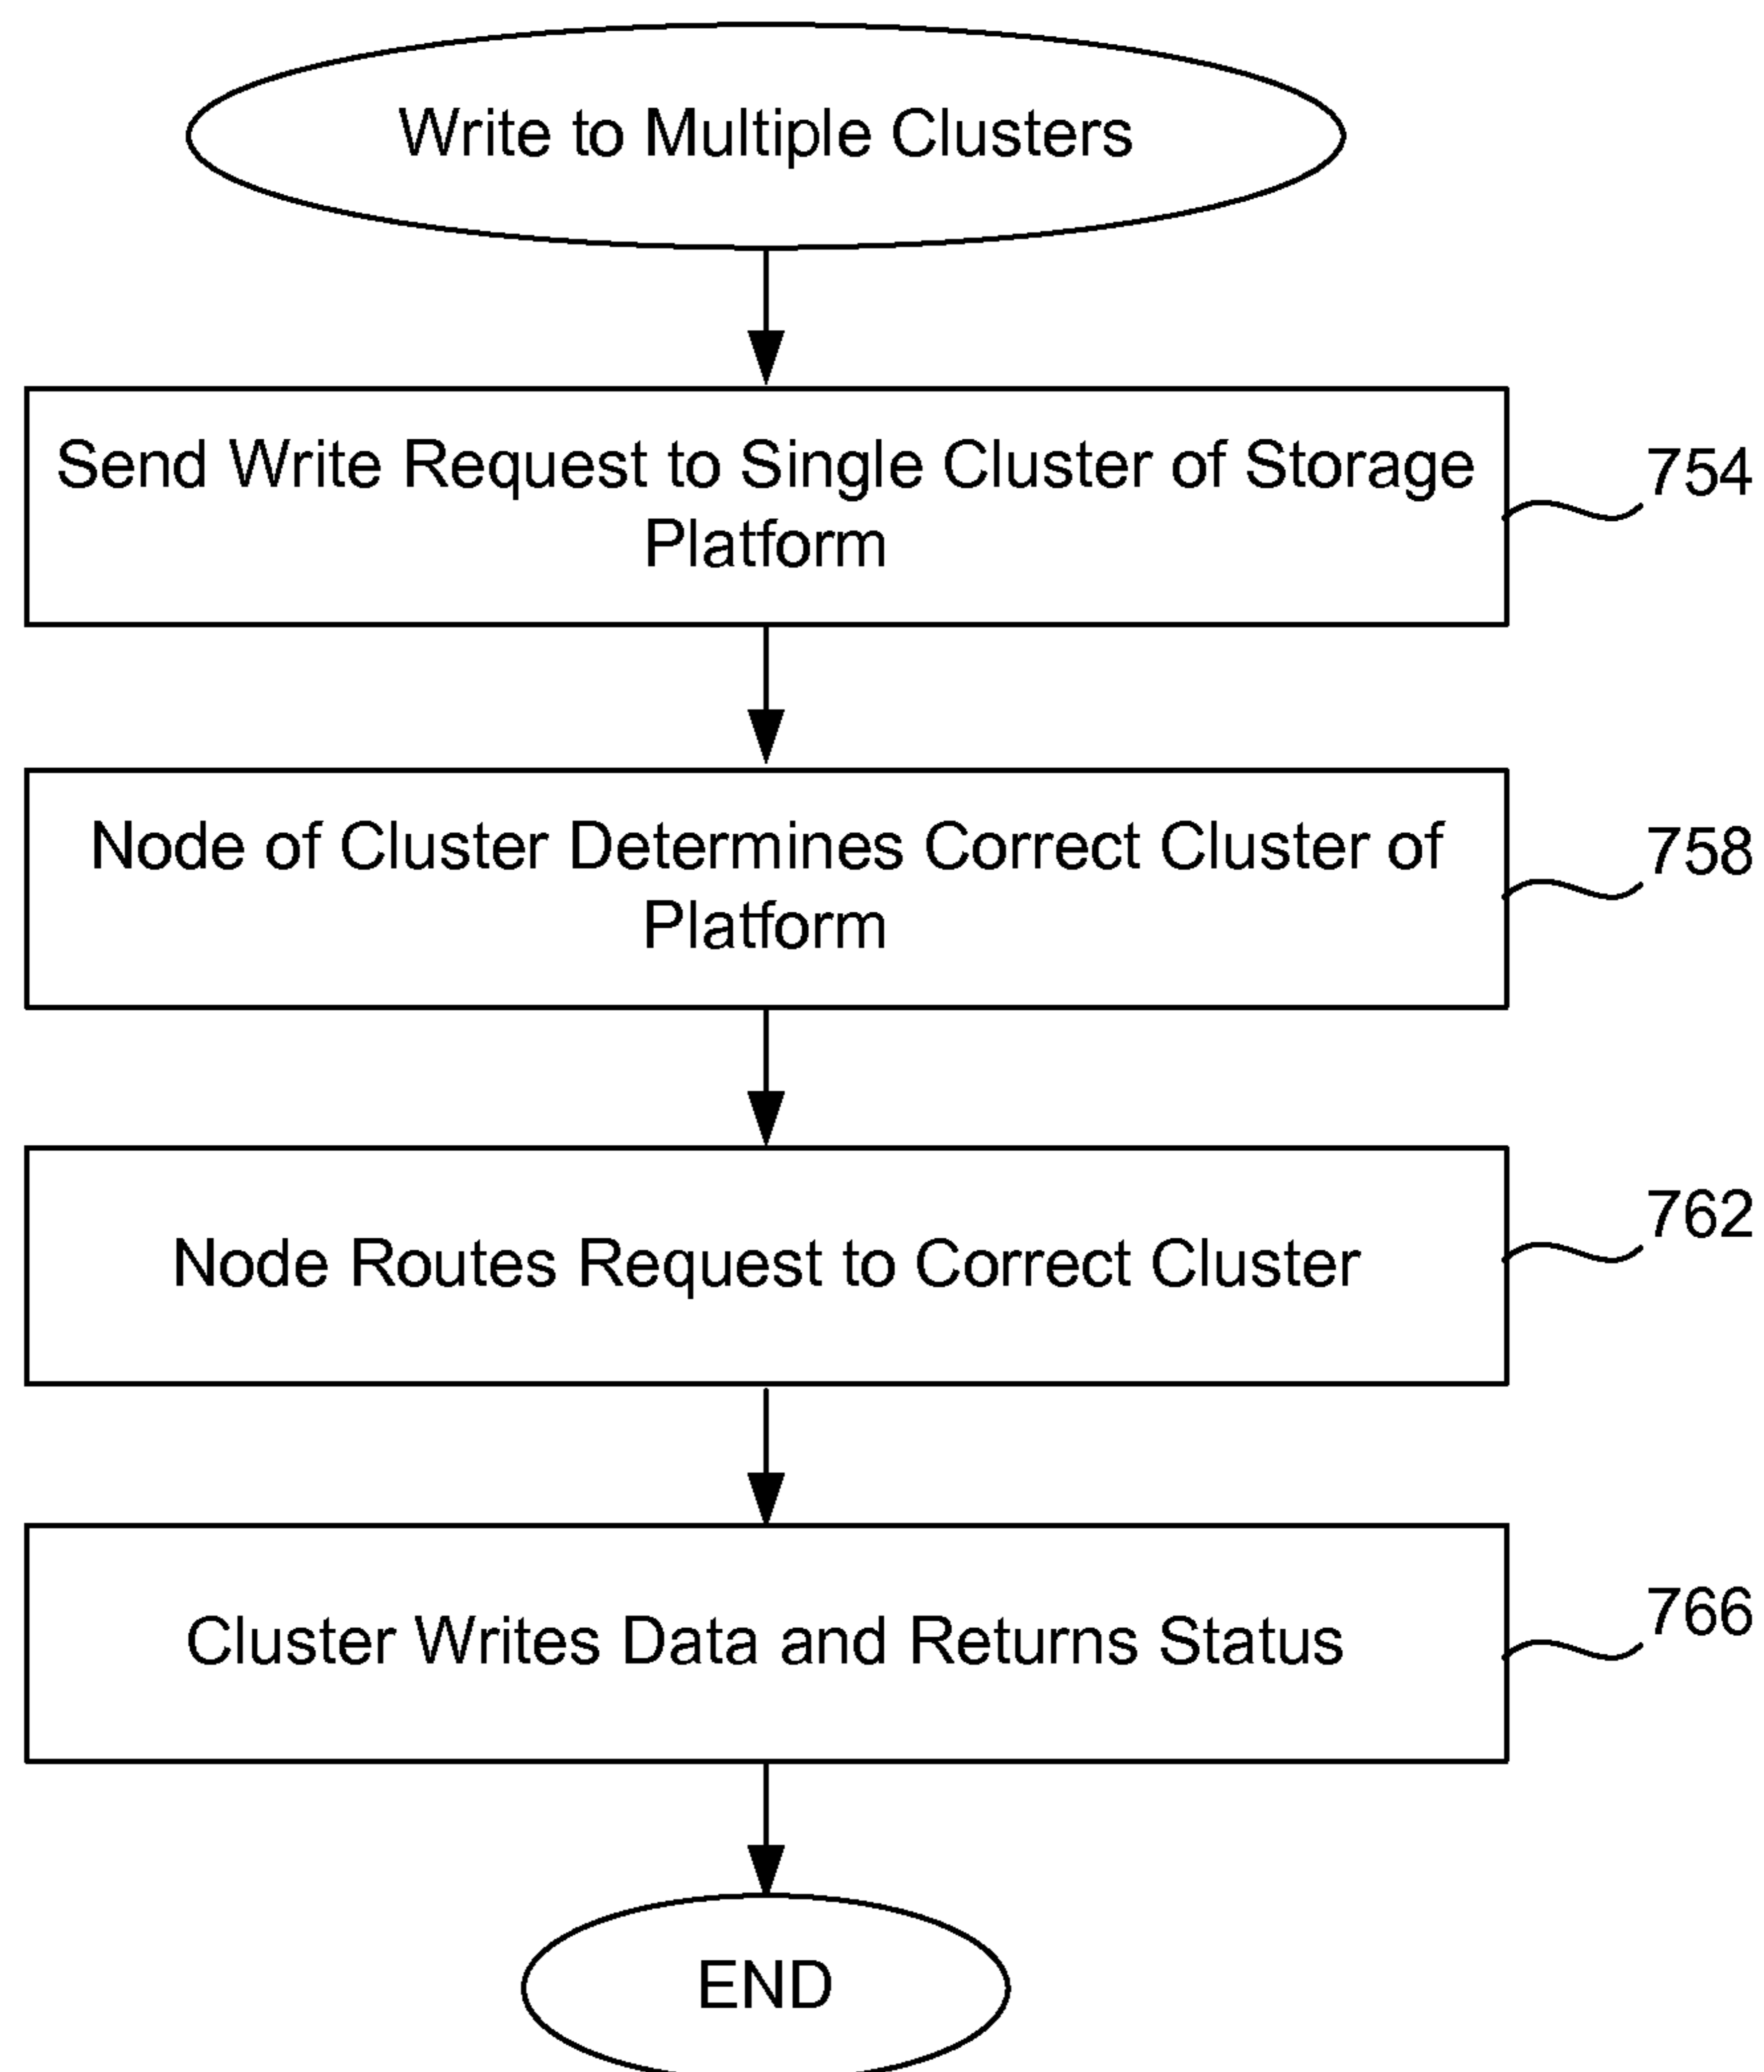 Write to Multiple Clusters
Send Write Request to Single Cluster of Storage
Platform
754
Node of Cluster Determines Correct Cluster of
Platform
758
Node Routes Request to Correct Cluster
762
Cluster Writes Data and Returns Status
766
END